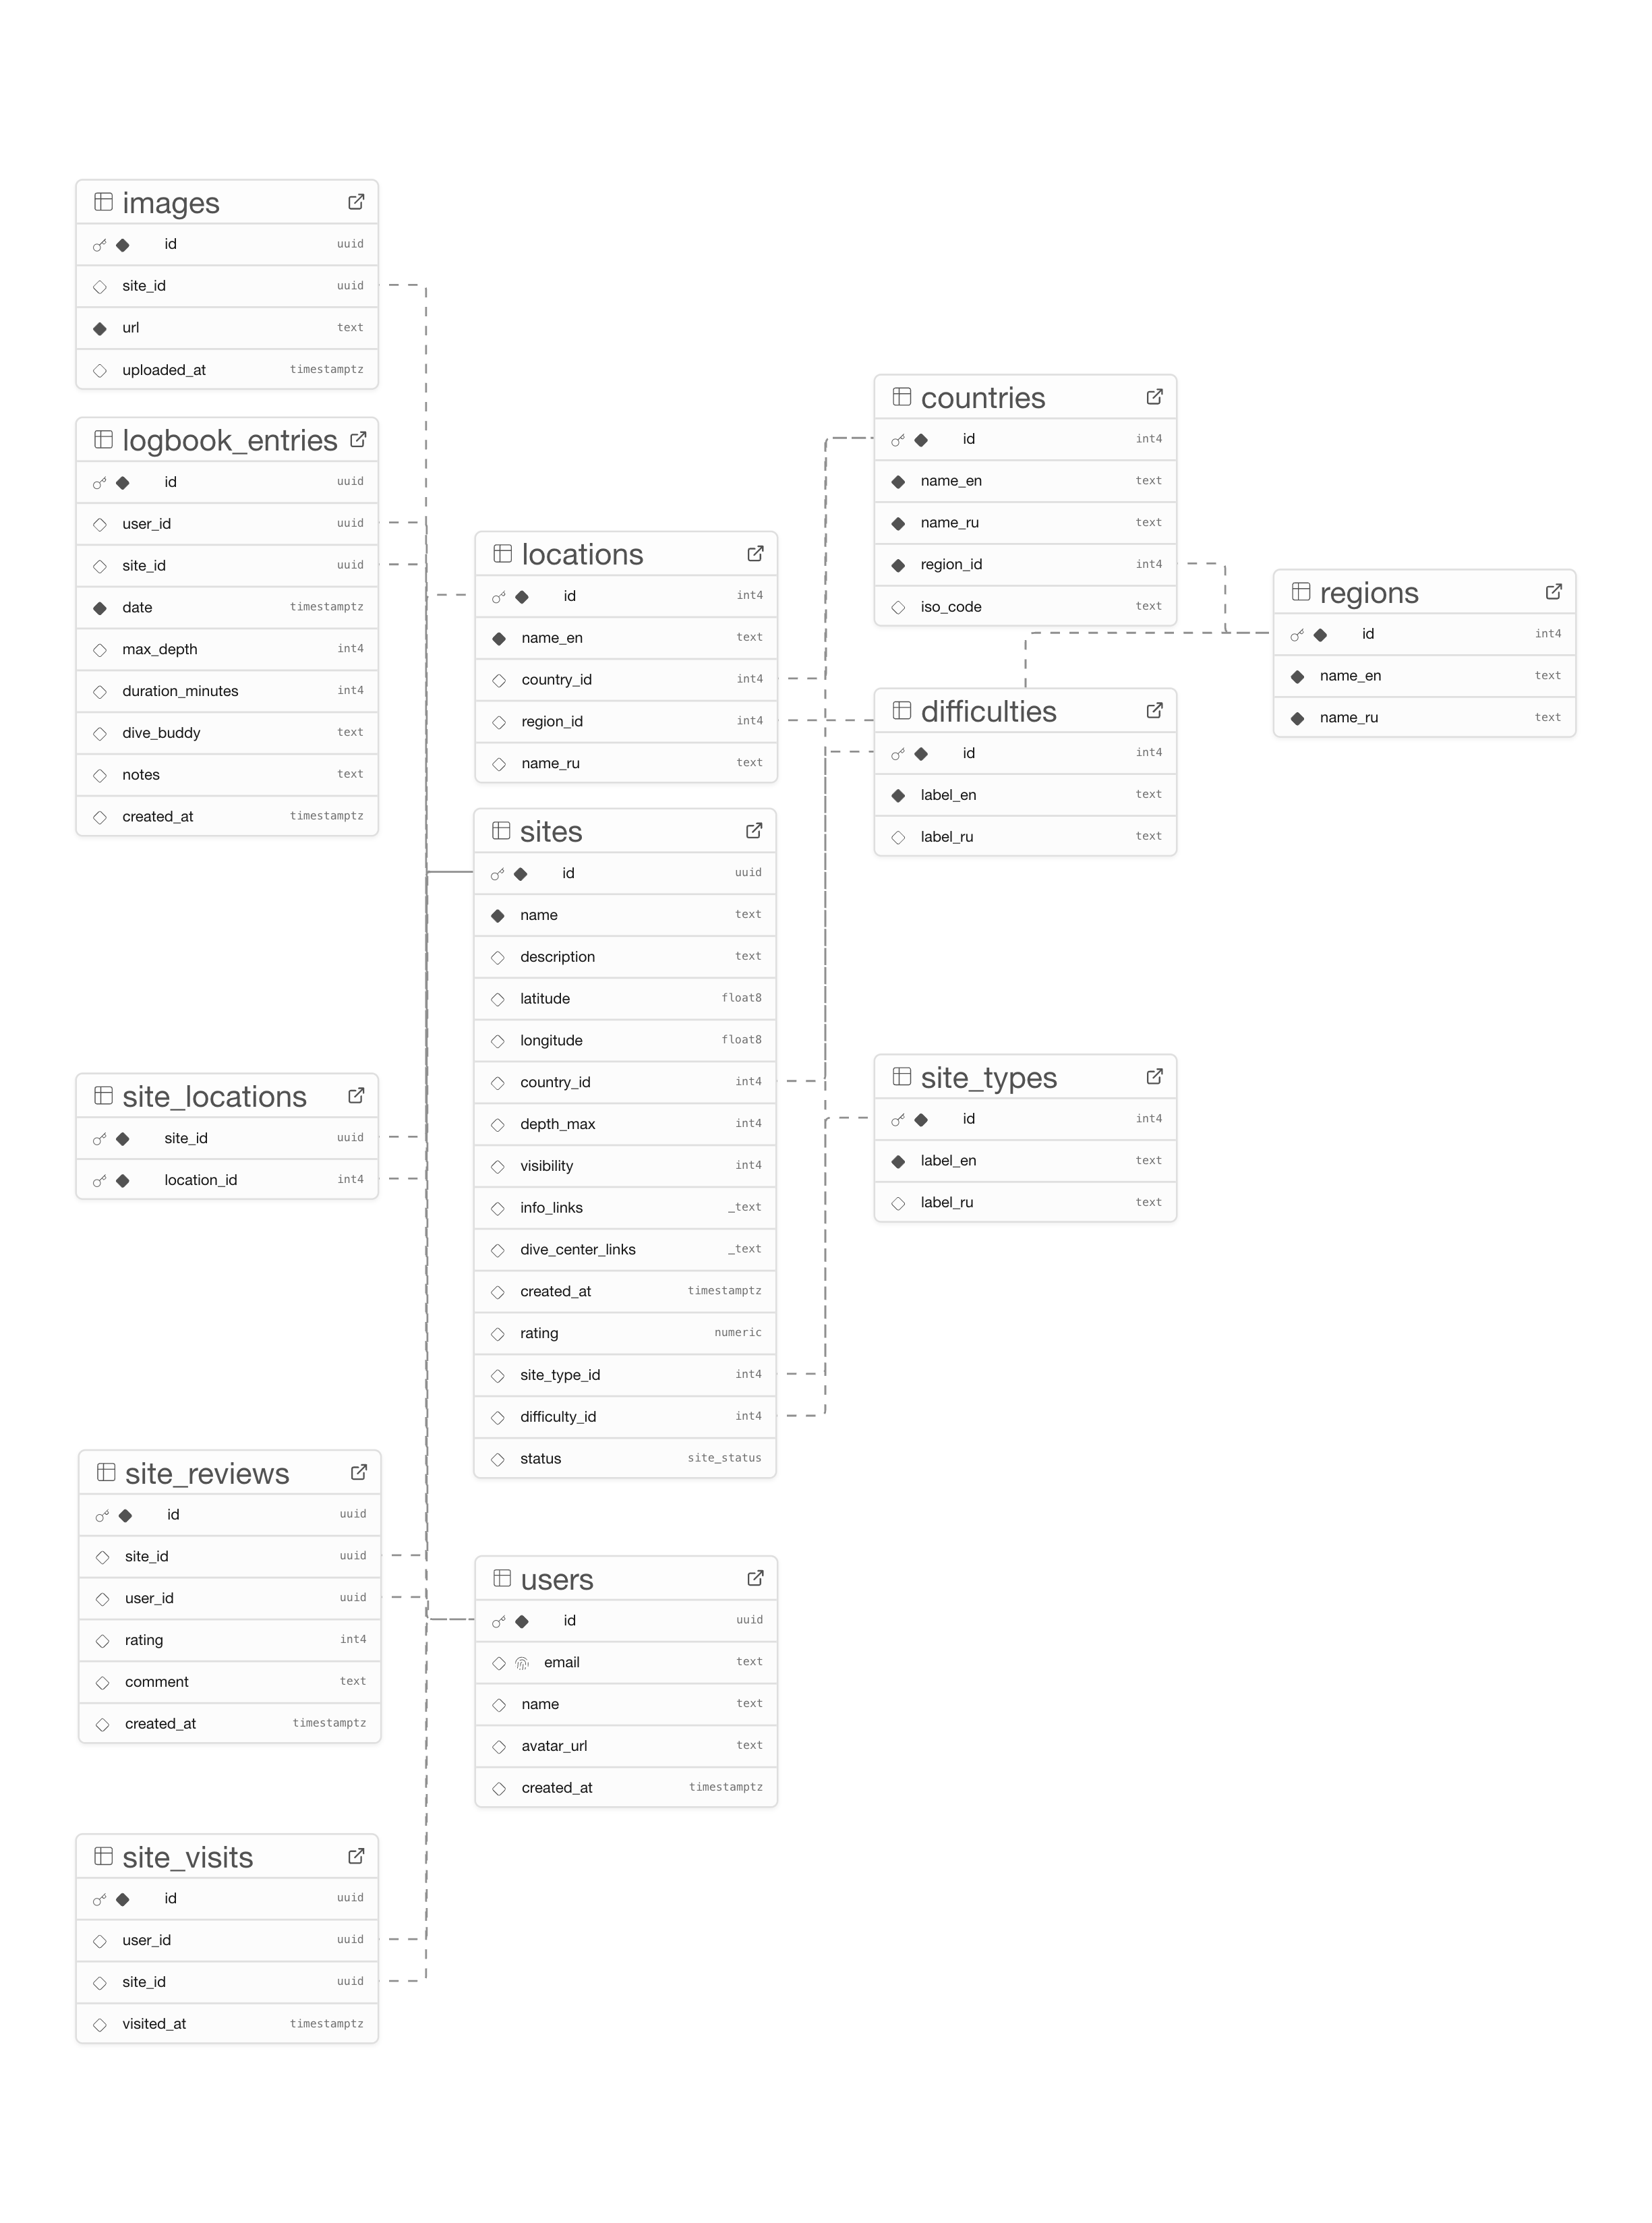 images
id uuid
site_id uuid
url text
uploaded_at timestamptz
logbook_entries
id uuid
user_id uuid
site_id uuid
date timestamptz
max_depth int4
duration_minutes int4
dive_buddy text
notes text
created_at timestamptz
site_locations
site_id uuid
location_id int4
site_reviews
id uuid
site_id uuid
user_id uuid
rating int4
comment text
created_at timestamptz
site_visits
id uuid
user_id uuid
site_id uuid
visited_at timestamptz
locations
id int4
name_en text
country_id int4
region_id int4
name_ru text
sites
id uuid
name text
description text
latitude float8
longitude float8
country_id int4
depth_max int4
visibility int4
info_links _text
dive_center_links _text
created_at timestamptz
rating numeric
site_type_id int4
difficulty_id int4
status site_status
users
id uuid
email text
name text
avatar_url text
created_at timestamptz
countries
id int4
name_en text
name_ru text
region_id int4
iso_code text
difficulties
id int4
label_en text
label_ru text
site_types
id int4
label_en text
label_ru text
regions
id int4
name_en text
name_ru text